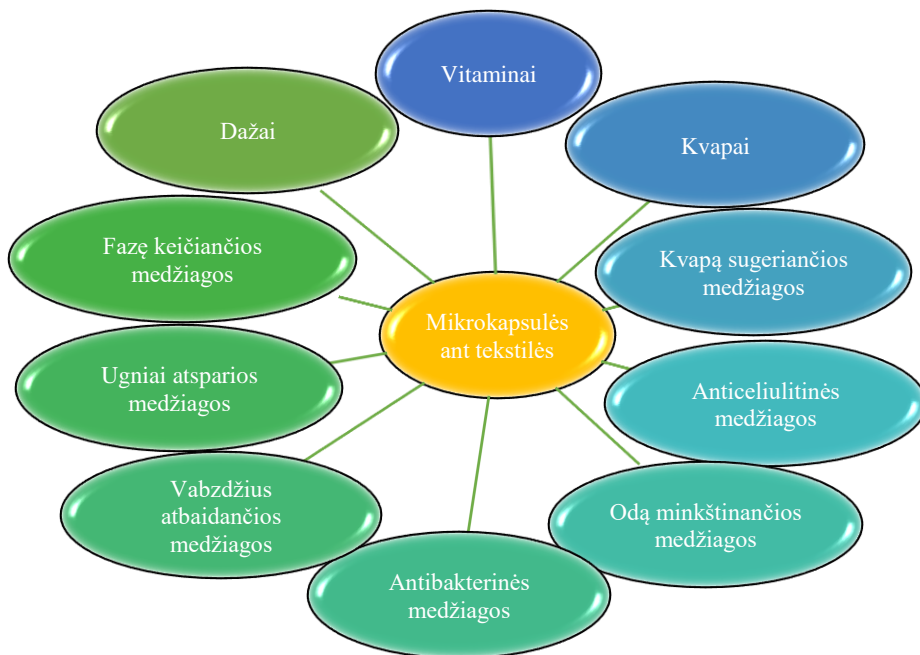 Vitaminai
Kvapai
Kvapą sugeriančios
medžiagos
Anticeliulitinės
medžiagos
Odą minkštinančios
medžiagos
Antibakterinės
medžiagos
Vabzdžius
atbaidančios
medžiagos
Ugniai atsparios
medžiagos
Fazę keičiančios
medžiagos
Dažai
Mikrokapsulės
ant tekstilės